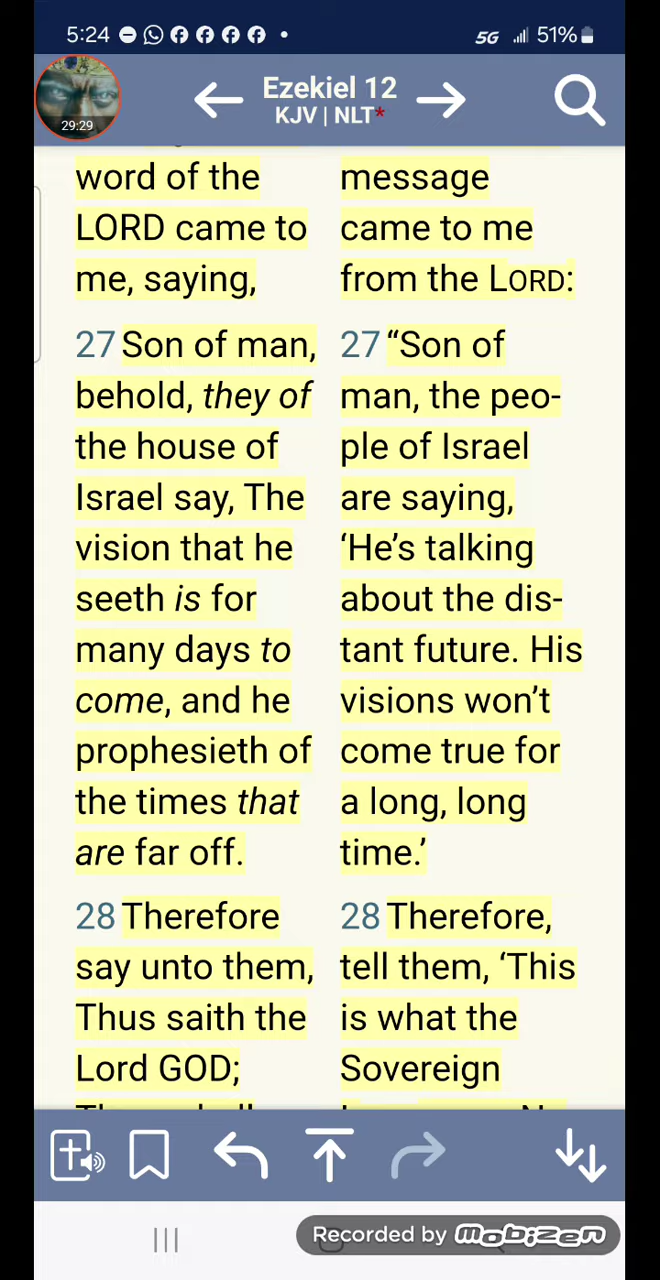 5:24
5G
51%
29:29
Ezekiel 12
KJV | NLT*
word of the
LORD came to
me, saying,
27 Son of man,
behold, they of
the house of
Israel say, The
vision that he
seeth is for
many days to
come, and he
prophesieth of
the times that
are far off.
28 Therefore
say unto them,
Thus saith the
Lord GOD;
message
came to me
from the LORD:
27 “Son of
man, the peo-
ple of Israel
are saying,
‘He’s talking
about the dis-
tant future. His
visions won’t
come true for
a long, long
time.’
28 Therefore,
tell them, ‘This
is what the
Sovereign
Recorded by mobizen